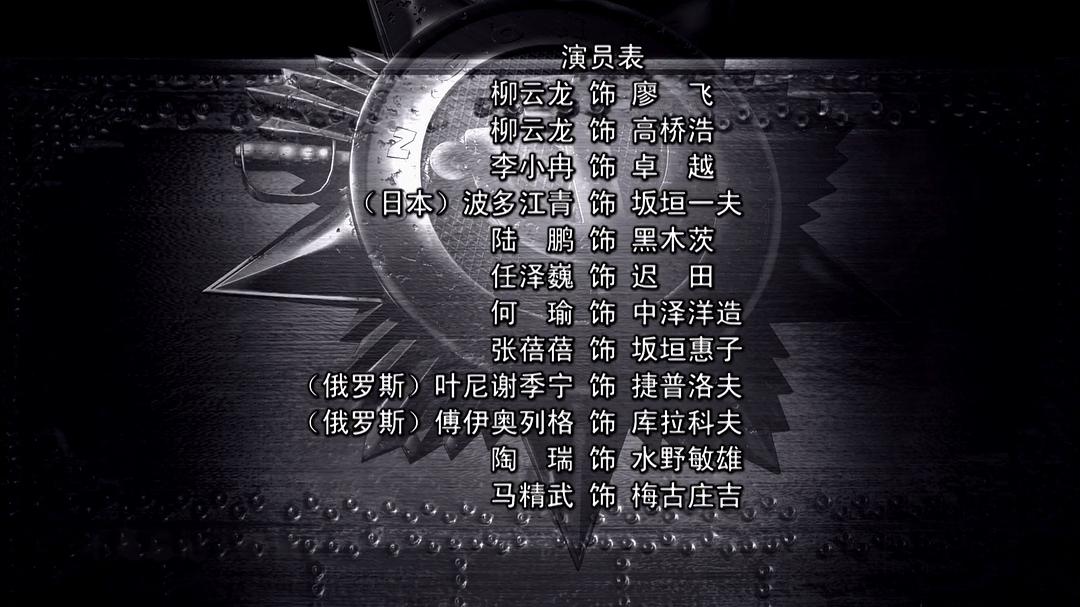 演员表
柳云龙 饰 廖 飞
柳云龙 饰 高桥浩
李小冉 饰 卓 越
（日本）波多江青 饰 坂垣一夫
陆 鹏 饰 黑木茨
任泽巍 饰 迟 田
何 瑜 饰 中泽洋造
张蓓蓓 饰 坂垣惠子
（俄罗斯）叶尼谢季宁 饰 捷普洛夫
（俄罗斯）傅伊奥列格 饰 库拉科夫
陶 瑞 饰 水野敏雄
马精武 饰 梅古庄吉
N